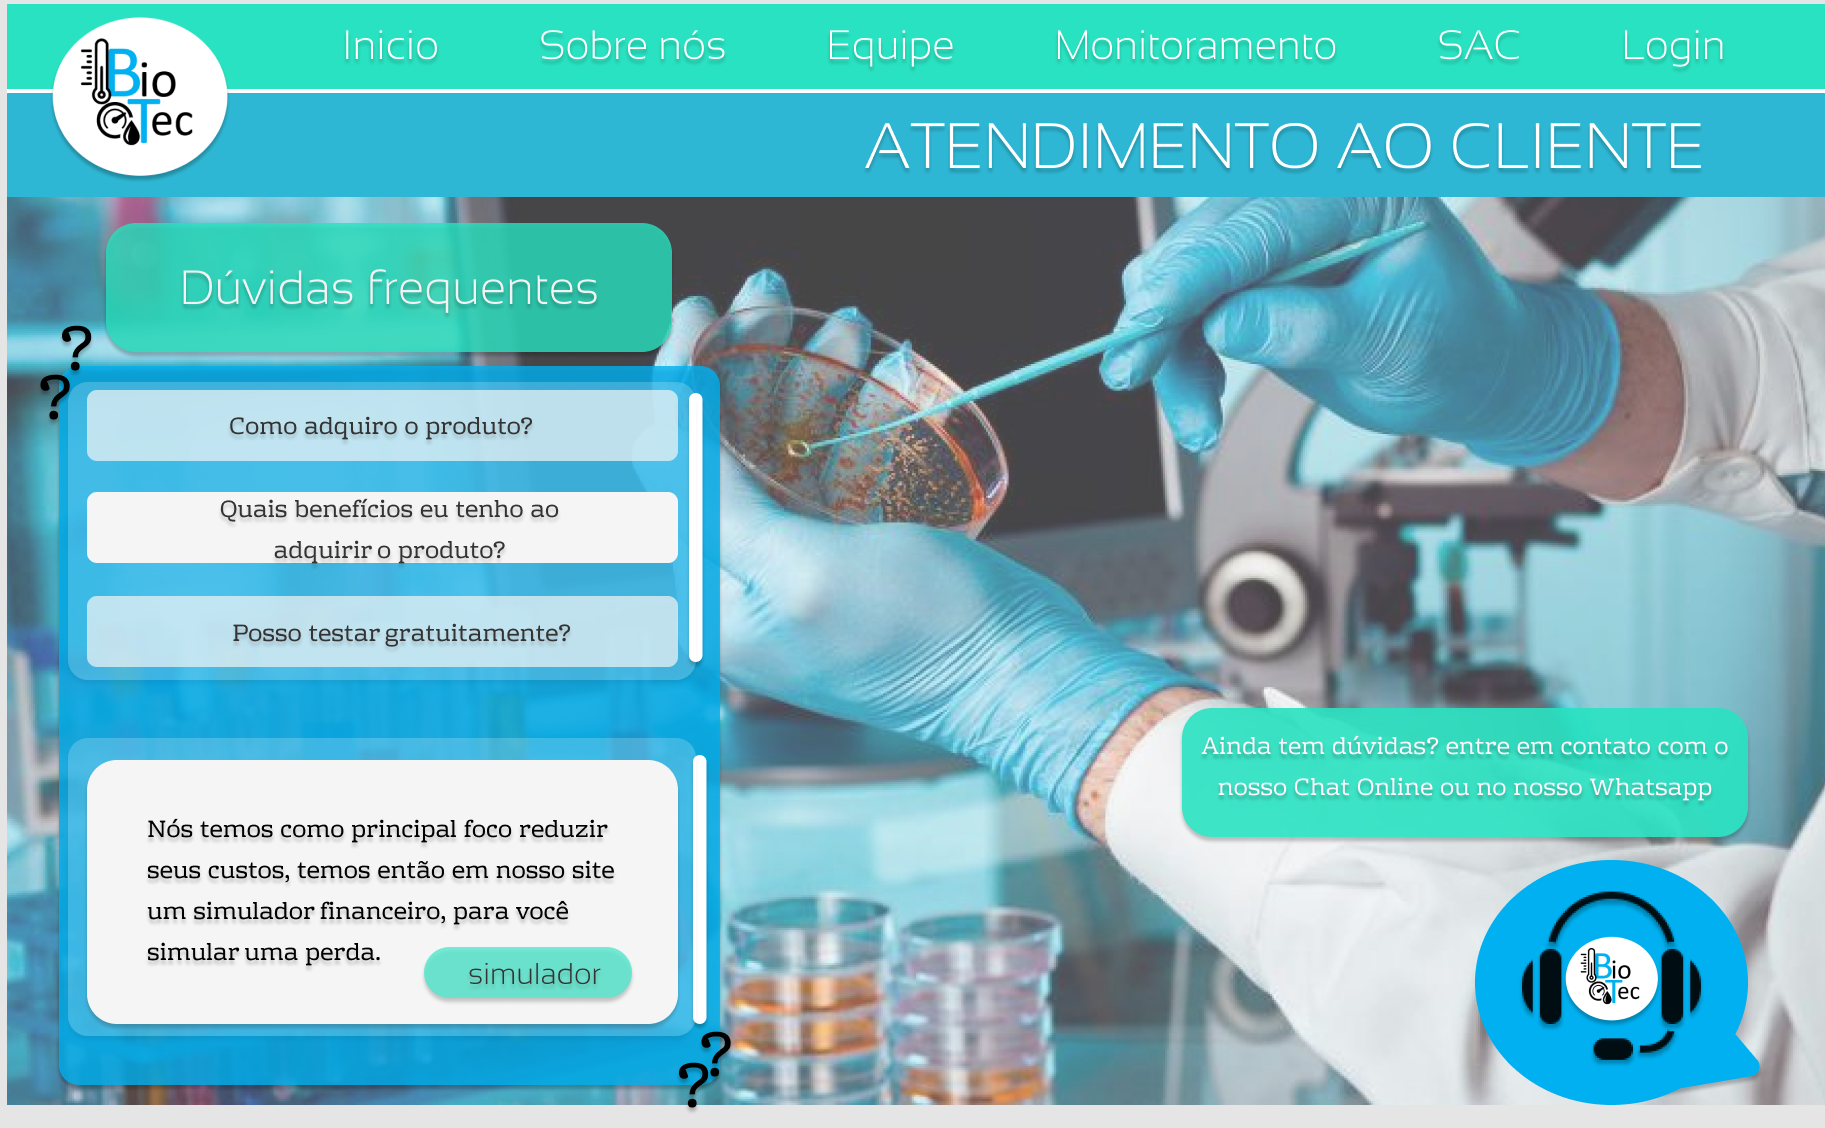 Bio
Tec
Inicio
Sobre nós
Equipe
Monitoramento
SAC
Login
ATENDIMENTO AO CLIENTE
Dúvidas frequentes
?
?
Como adquiro o produto?
Quais benefícios eu tenho ao
adquirir o produto?
Posso testar gratuitamente?
Nós temos como principal foco reduzir
seus custos, temos então em nosso site
um simulador financeiro, para você
simular uma perda.
simulador
?
?
Ainda tem dúvidas? entre em contato com o
nosso Chat Online ou no nosso Whatsapp
Bio
Tec